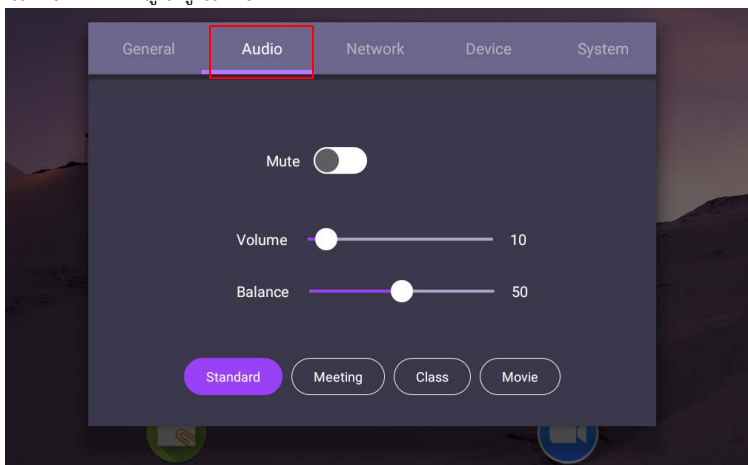 General Audio Network Device System
Mute
Volume 10
Balance 50
Standard Meeting Class Movie